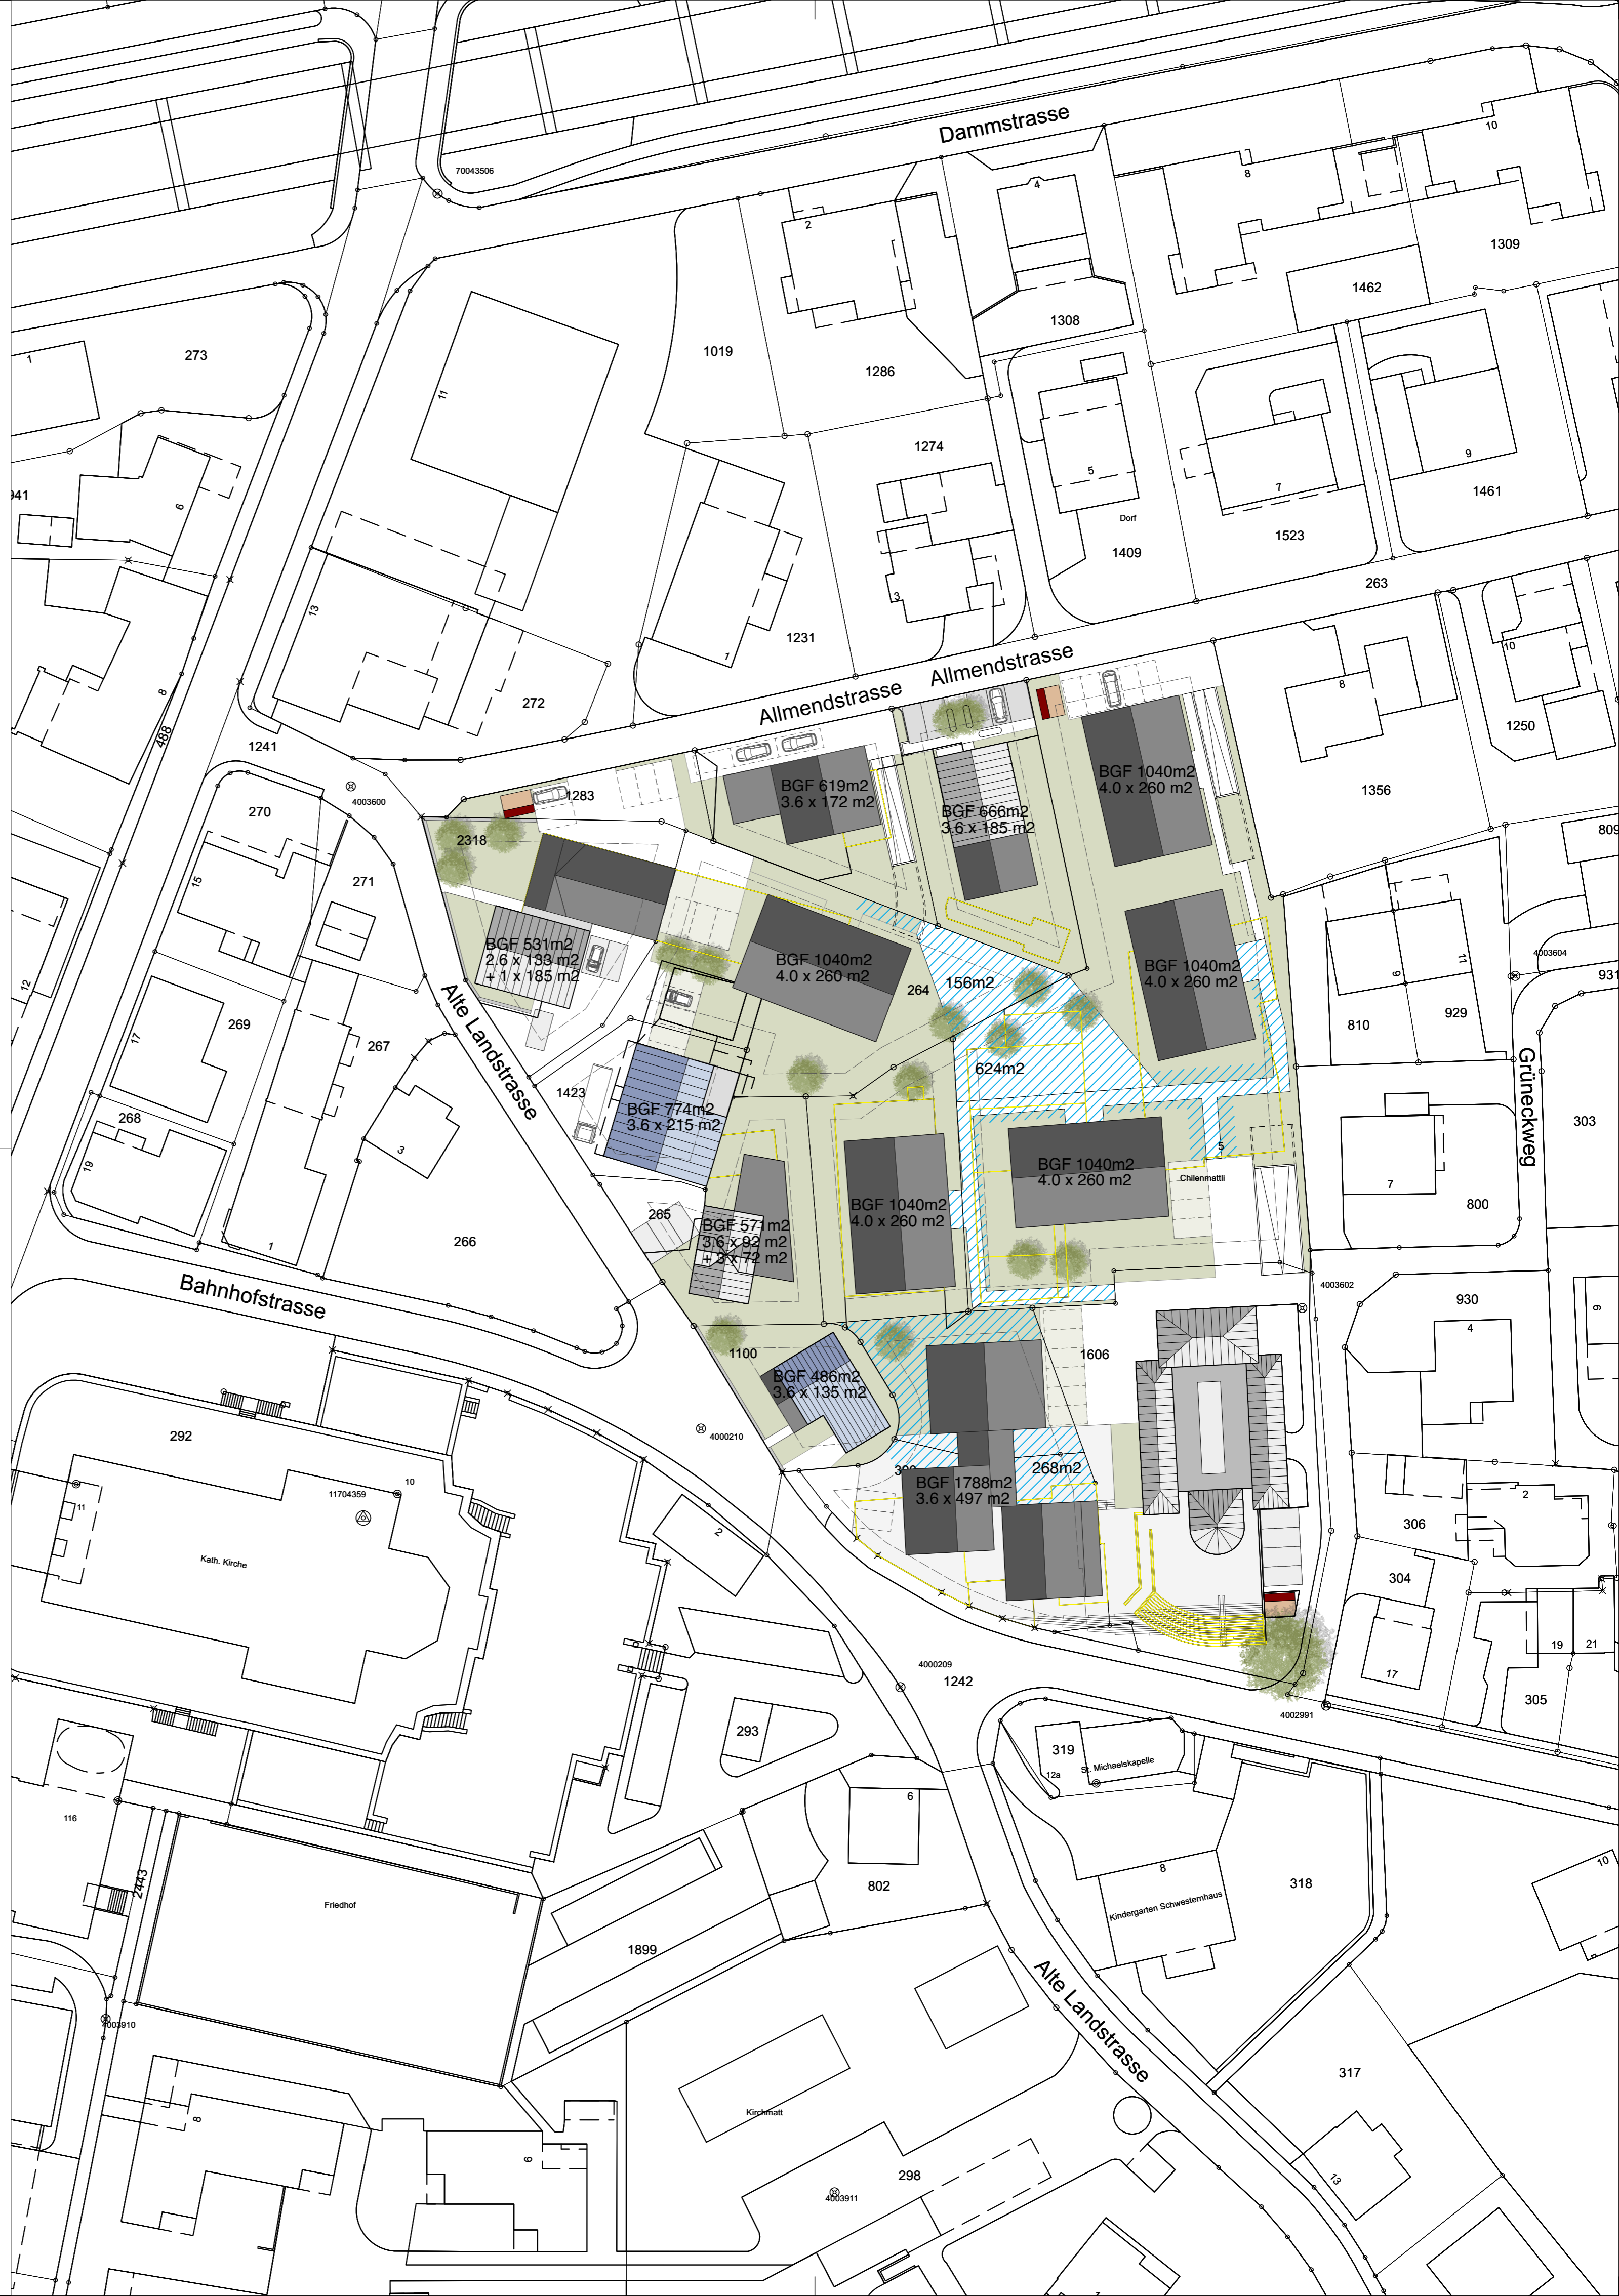 Dammstrasse
70043506
4
2
8
10
1309
1462
1308
273
1
1019
1286
11
1274
5
7
9
1461
6
Dorf
1409
1523
263
3
13
1231
1
Allmendstrasse
Allmendstrasse
272
8
10
1250
8
488
1241
4003600
1283
270
2318
BGF 619m2
3.6 x 172 m2
BGF 666m2
3.6 x 185 m2
BGF 1040m2
4.0 x 260 m2
1356
15
271
BGF 531m2
2.6 x 133 m2
+ 1 x 185 m2
BGF 1040m2
4.0 x 260 m2
264
156m2
BGF 1040m2
4.0 x 260 m2
9
11
4003604
931
12
Alte Landstrasse
17
269
267
810
929
Grüneckweg
1423
624m2
268
BGF 774m2
3.6 x 215 m2
303
19
3
5
Chilenmattli
BGF 1040m2
4.0 x 260 m2
7
800
BGF 1040m2
4.0 x 260 m2
265
BGF 571m2
3.6 x 92 m2
+ 3 x 72 m2
1
266
Bahnhofstrasse
4003602
930
4
9
1100
1606
BGF 486m2
3.6 x 135 m2
4000210
292
10
11
11704359
268m2
BGF 1788m2
3.6 x 497 m2
2
306
2
Kath. Kirche
304
17
19
21
305
4000209
1242
4002991
293
319
St. Michaelskapelle
12a
116
6
802
2443
Friedhof
8
318
Kindergarten Schwesternhaus
10
1899
Alte Landstrasse
4003910
317
Kirchmatt
8
298
13
4003911